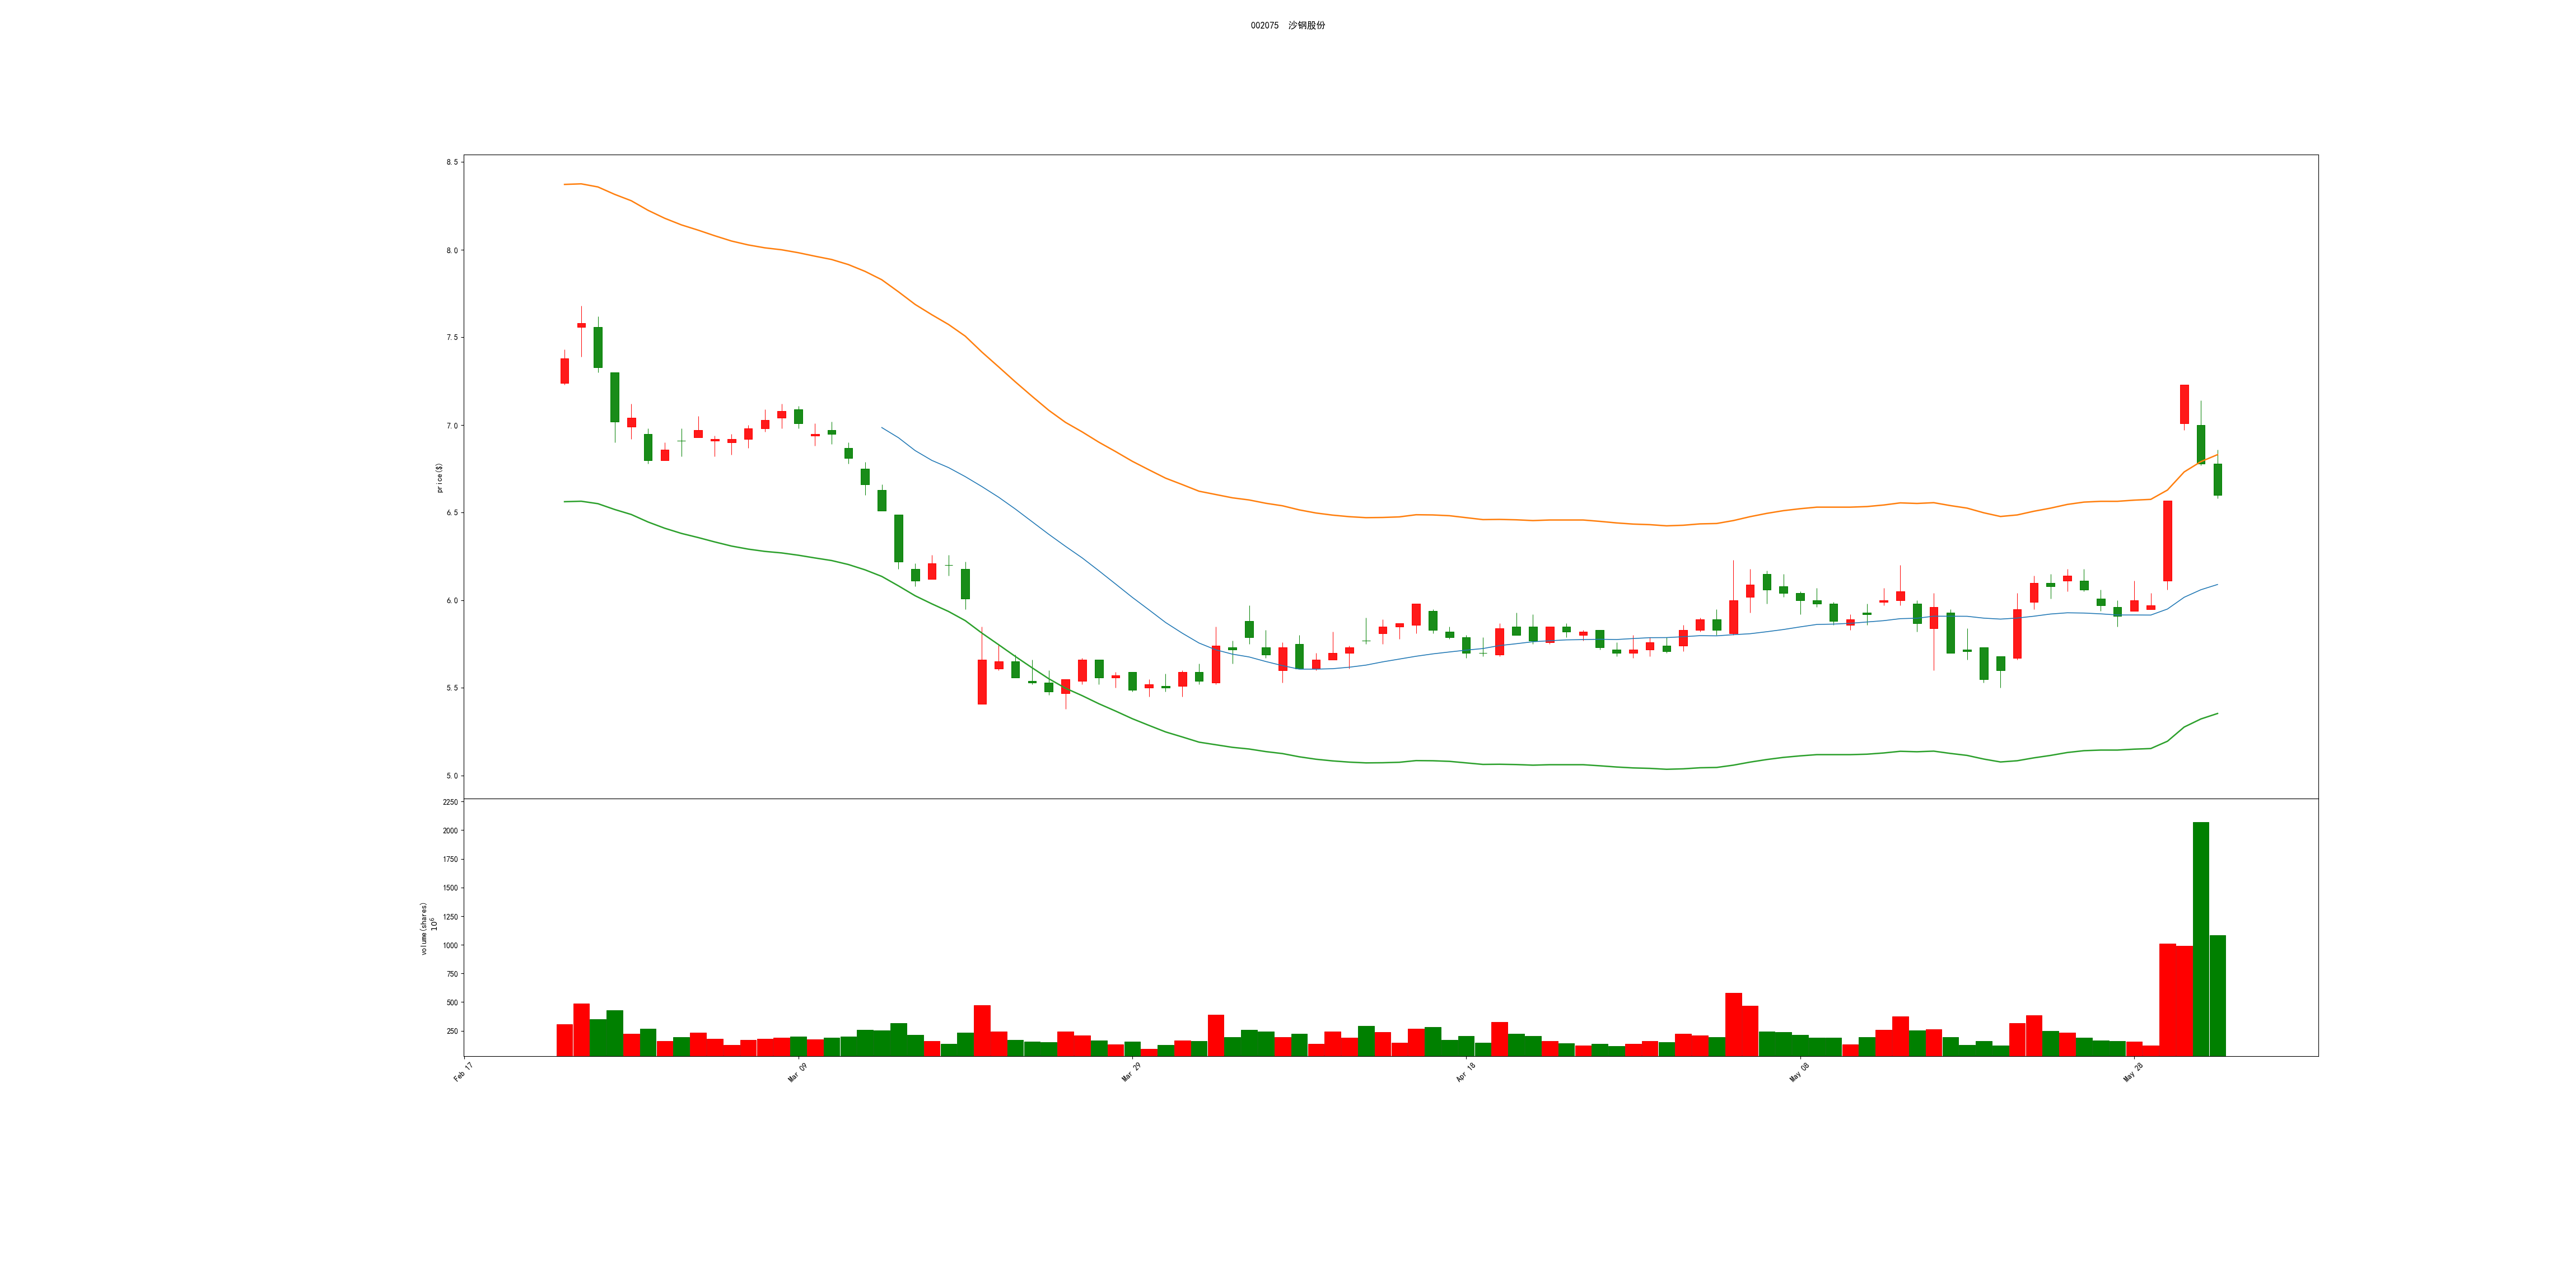 002075 沙钢股份
8.5
8.0
7.5
7.0
6.5
6.0
5.5
5.0
price($)
2250
2000
1750
1500
1250
1000
750
500
250
volume(shares)
10⁶
Feb 17
Mar 09
Mar 29
Apr 18
May 08
May 28